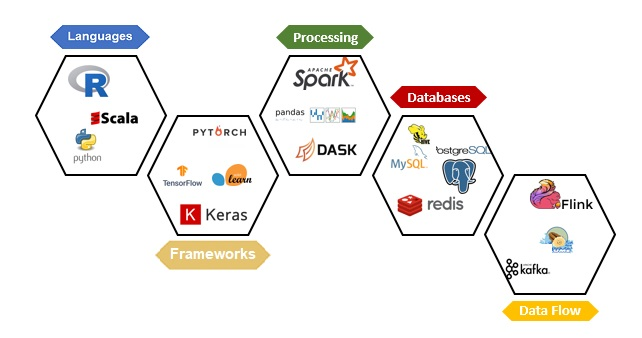 Languages
Processing
R
APACHE
Spark
Databases
Scala
pandas
HIVE
PostgreSQL
PYTORCH
python
DASK
MySQL
TensorFlow
learn
redis
Flink
Keras
kafka
Frameworks
Data Flow